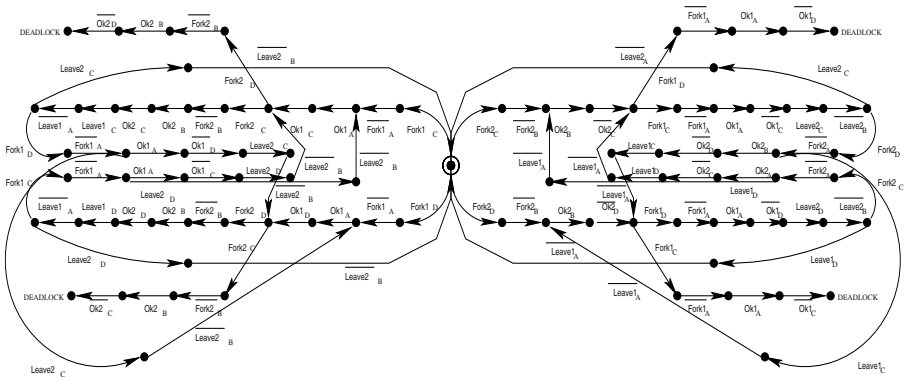 Ok2 D Ok2 B Fork2 B Fork1 A Ok1 A Ok1 D
DEADLOCK DEADLOCK
Leave2 B Leave2 A
Leave2 C Fork2 D Fork1 D Leave2 C
Leave1 A Leave1 C Ok2 C Ok2 B Fork2 B Fork2 C Ok1 C Ok1 A Fork1 A Fork1 C Fork2 C Fork2 B Ok2 B Ok2 C Fork1 C Fork1 A Ok1 A Ok1 C Leave2 C Leave2 B
Fork1 D Fork1 A Ok1 A Ok1 D Leave2 C Leave2 B Leave2 B Leave1 A Leave1 A Leave1 C Ok2 D Ok2 B Fork2 A Fork2 D
Fork1 C Fork1 A Ok1 A Ok1 C Leave2 D Leave1 D Ok2 C Ok2 B Fork2 A Fork2 C
Leave2 D Leave2 B Leave1 A Leave1 D
Leave1 A Leave1 D Ok2 D Ok2 B Fork2 B Fork2 D Ok1 D Ok1 A Fork1 A Fork1 D Fork2 D Fork2 B Ok2 B Ok2 D Fork1 D Fork1 A Ok1 A Ok1 D Leave2 D Leave2 B
Leave2 D Fork2 C Leave1 A Fork1 C Leave1 D
Leave2 B Leave1 A
DEADLOCK DEADLOCK
Ok2 C Ok2 B Fork2 B Fork1 A Ok1 A Ok1 C
Leave2 B
Leave2 C Leave1 C